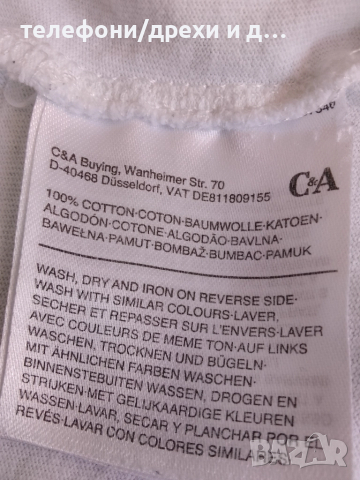 телефони/дрехи и д...
C&A Buying, Wanheimer Str. 70
D-40468 Düsseldorf, VAT DE811809155
C&A
100% COTTON·COTON·BAUMWOLLE·KATOEN·
ALGODÓN·COTONE·ALGODÃO·BAVLNA·
BAWEŁNA·PAMUT·BOMBAŽ·BUMBAC·PAMUK
WASH, DRY AND IRON ON REVERSE SIDE·
WASH WITH SIMILAR COLOURS·LAVER,
SECHER ET REPASSER SUR L'ENVERS·LAVER
AVEC COULEURS DE MEME TON·AUF LINKS
WASCHEN, TROCKNEN UND BÜGELN·
MIT ÄHNLICHEN FARBEN WASCHEN·
BINNENSTEBUITEN WASSEN, DROGEN EN
STRIJKEN·MET GELIJKAARDIGE KLEUREN
WASSEN·LAVAR, SECAR Y PLANCHAR POR EL
REVÉS·LAVAR CON COLORES SIMILARES·
BAZAR